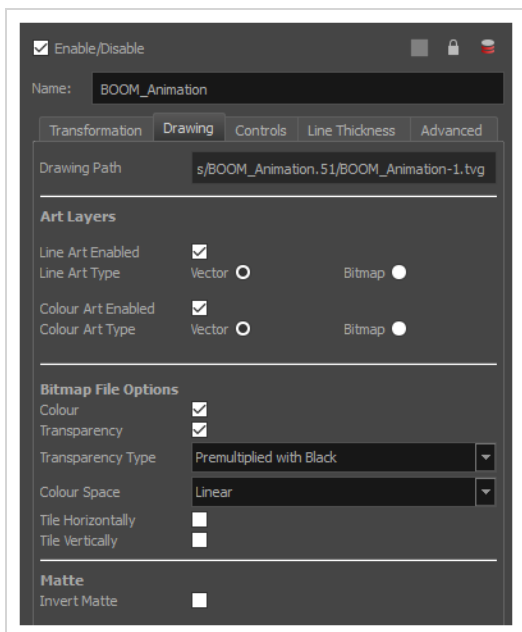 Enable/Disable
Name: BOOM_Animation
Transformation Drawing Controls Line Thickness Advanced
Drawing Path s/BOOM_Animation.51/BOOM_Animation-1.tvg
Art Layers
Line Art Enabled
Line Art Type Vector Bitmap
Colour Art Enabled
Colour Art Type Vector Bitmap
Bitmap File Options
Colour
Transparency
Transparency Type Premultiplied with Black
Colour Space Linear
Tile Horizontally
Tile Vertically
Matte
Invert Matte